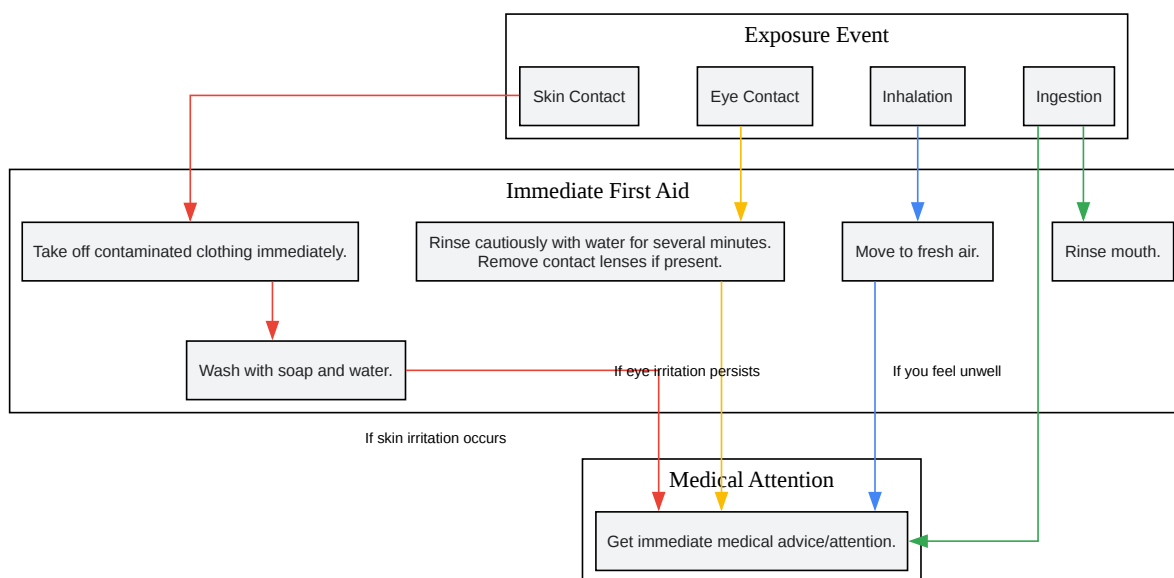 Exposure Event
Skin Contact
Eye Contact
Inhalation
Ingestion
Immediate First Aid
Take off contaminated clothing immediately.
Rinse cautiously with water for several minutes.
Remove contact lenses if present.
Move to fresh air.
Rinse mouth.
Wash with soap and water.
If eye irritation persists
If you feel unwell
If skin irritation occurs
Medical Attention
Get immediate medical advice/attention.